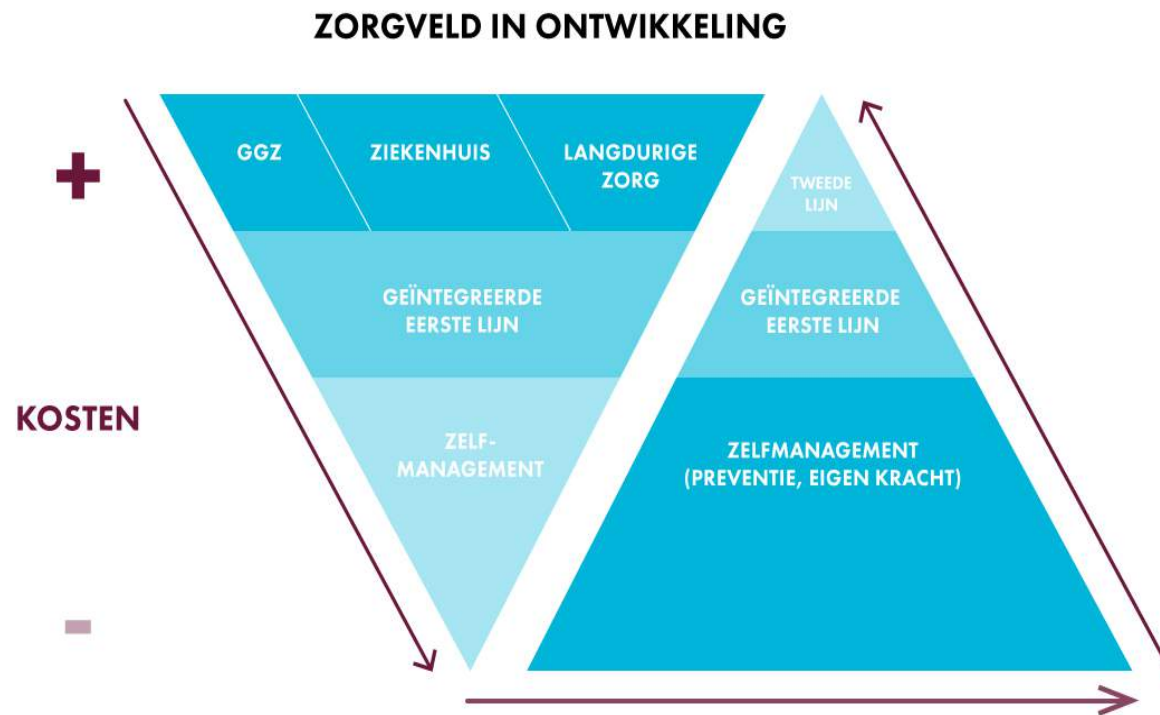 ZORGVELD IN ONTWIKKELING
+
KOSTEN
-
GGZ
ZIEKENHUIS
LANGDURIGE
ZORG
GEÏNTEGREERDE
EERSTE LIJN
ZELF-
MANAGEMENT
TWEEDE
LIJN
GEÏNTEGREERDE
EERSTE LIJN
ZELFMANAGEMENT
(PREVENTIE, EIGEN KRACHT)